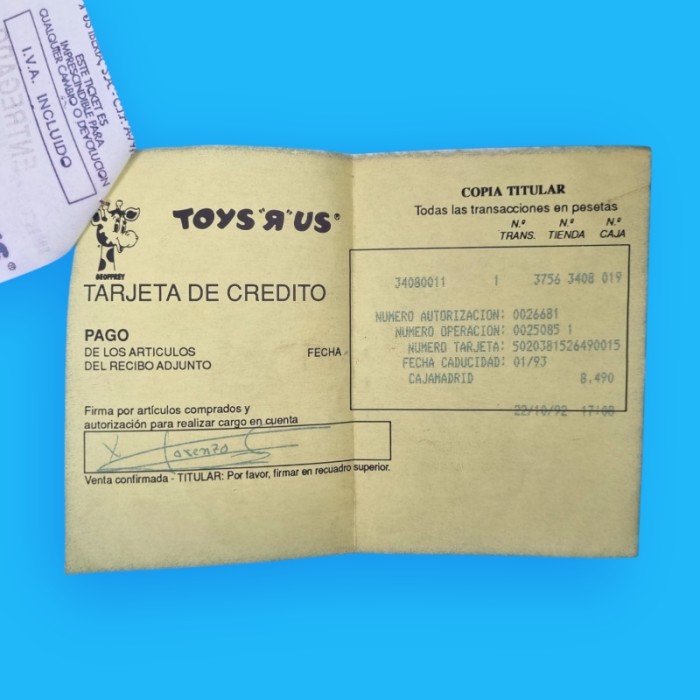 X US IBERIA, S.A. - C.I.F. A79
ESTE TICKET ES
IMPRESCINDIBLE PARA
CUALQUIER CAMBIO O DEVOLUCION
I.V.A. INCLUIDO
TOYS "R" US®
GEOFFREY
TARJETA DE CREDITO
PAGO
DE LOS ARTICULOS
DEL RECIBO ADJUNTO
FECHA
Firma por artículos comprados y
autorización para realizar cargo en cuenta
X Lorenzo
Venta confirmada - TITULAR: Por favor, firmar en recuadro superior.
COPIA TITULAR
Todas las transacciones en pesetas
N.º N.º N.º
TRANS. TIENDA CAJA
34080011 1 3756 3408 019
NUMERO AUTORIZACION: 0026681
NUMERO OPERACION: 0025085 1
NUMERO TARJETA: 5020381526490015
FECHA CADUCIDAD: 01/93
CAJAMADRID 8,490
22/10/92 17:08